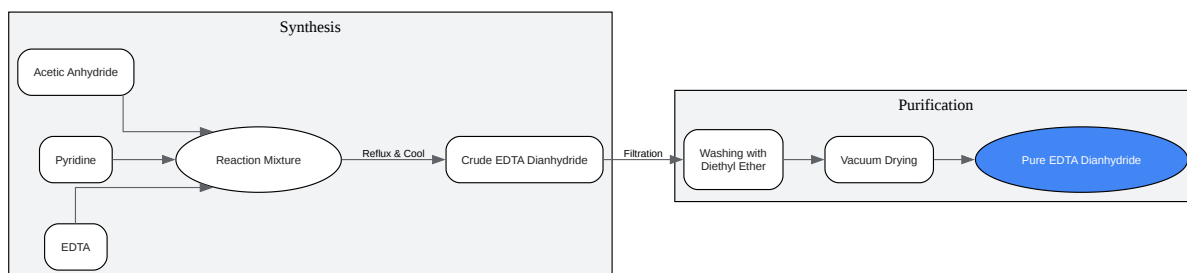 Synthesis
Acetic Anhydride
Pyridine
EDTA
Reaction Mixture
Reflux & Cool
Crude EDTA Dianhydride
Filtration
Purification
Washing with
Diethyl Ether
Vacuum Drying
Pure EDTA Dianhydride